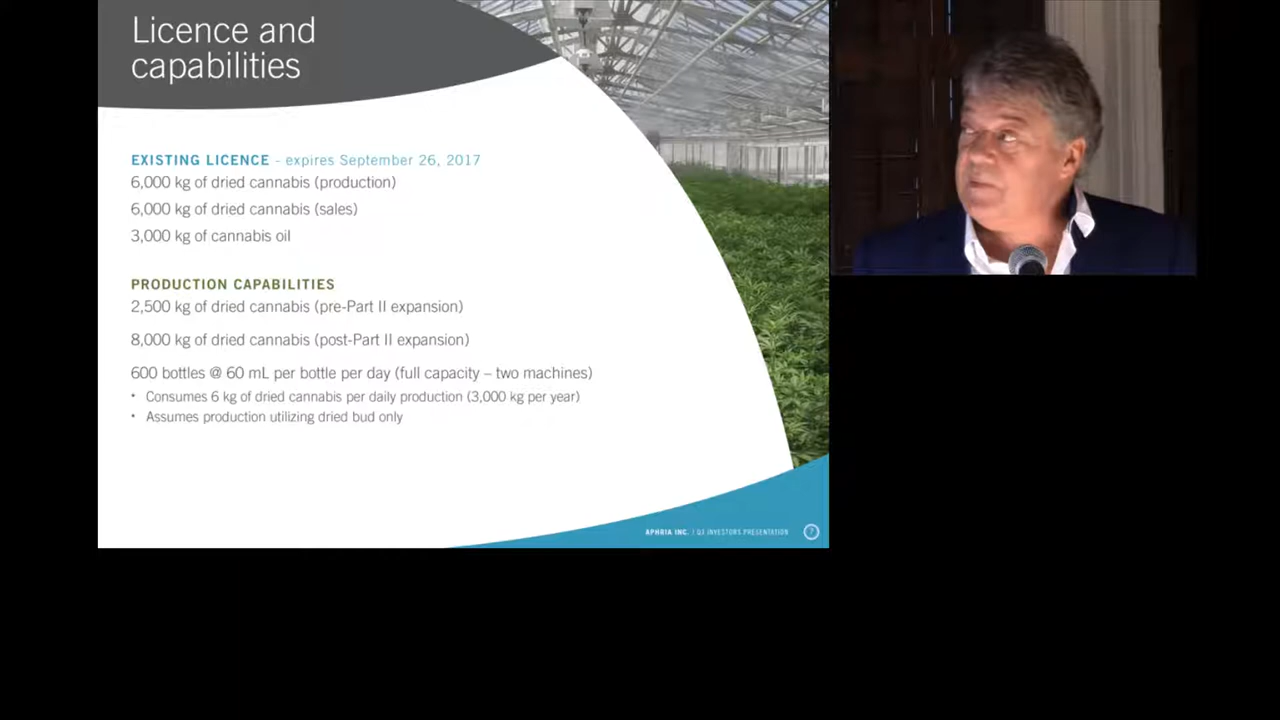 Licence and
capabilities
EXISTING LICENCE - expires September 26, 2017
6,000 kg of dried cannabis (production)
6,000 kg of dried cannabis (sales)
3,000 kg of cannabis oil
PRODUCTION CAPABILITIES
2,500 kg of dried cannabis (pre-Part II expansion)
8,000 kg of dried cannabis (post-Part II expansion)
600 bottles @ 60 mL per bottle per day (full capacity – two machines)
• Consumes 6 kg of dried cannabis per daily production (3,000 kg per year)
• Assumes production utilizing dried bud only
APHRIA INC. | Q3 INVESTORS PRESENTATION 7